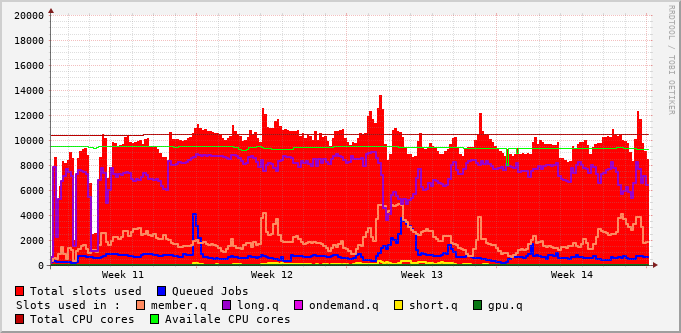 20000
18000
16000
14000
12000
10000
8000
6000
4000
2000
0
Week 11 Week 12 Week 13 Week 14
RRDTOOL / TOBI OETIKER
Total slots used Queued Jobs
Slots used in : member.q long.q ondemand.q short.q gpu.q
Total CPU cores Availale CPU cores